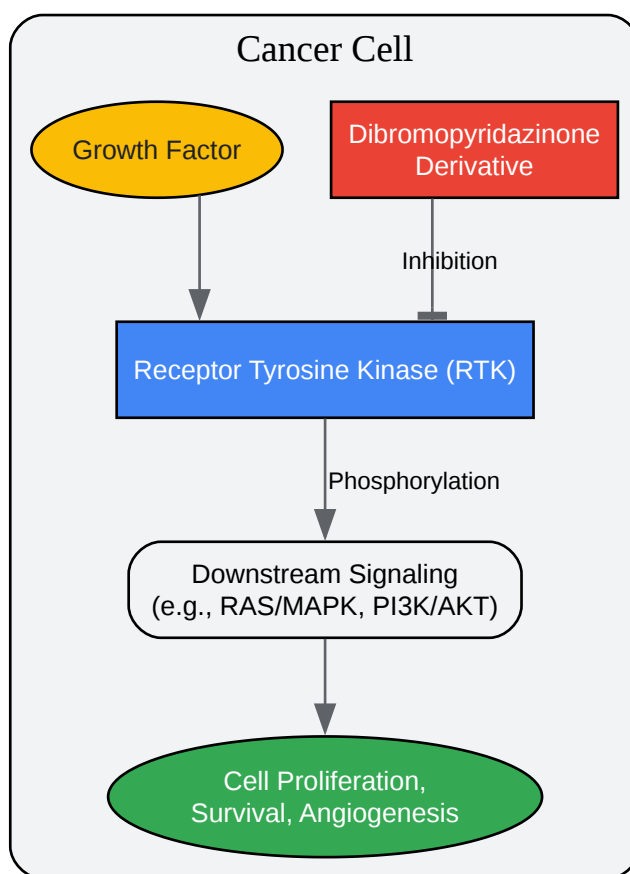 Cancer Cell
Growth Factor
Dibromopyridazinone
Derivative
Inhibition
Receptor Tyrosine Kinase (RTK)
Phosphorylation
Downstream Signaling
(e.g., RAS/MAPK, PI3K/AKT)
Cell Proliferation,
Survival, Angiogenesis